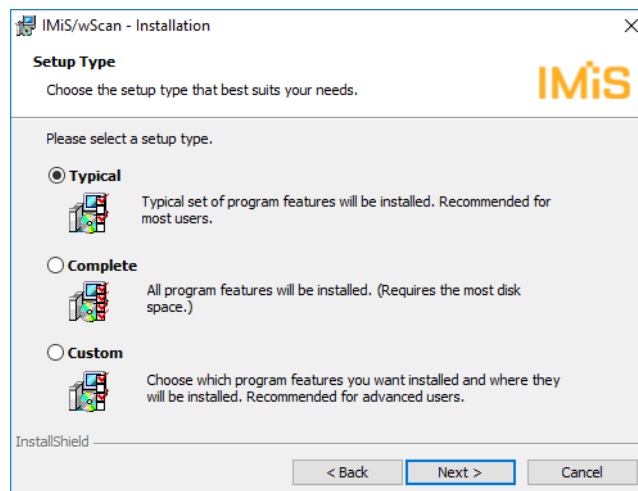 IMiS/wScan - Installation
Setup Type
Choose the setup type that best suits your needs.
IMiS
Please select a setup type.
Typical
Typical set of program features will be installed. Recommended for
most users.
Complete
All program features will be installed. (Requires the most disk
space.)
Custom
Choose which program features you want installed and where they
will be installed. Recommended for advanced users.
InstallShield
< Back
Next >
Cancel